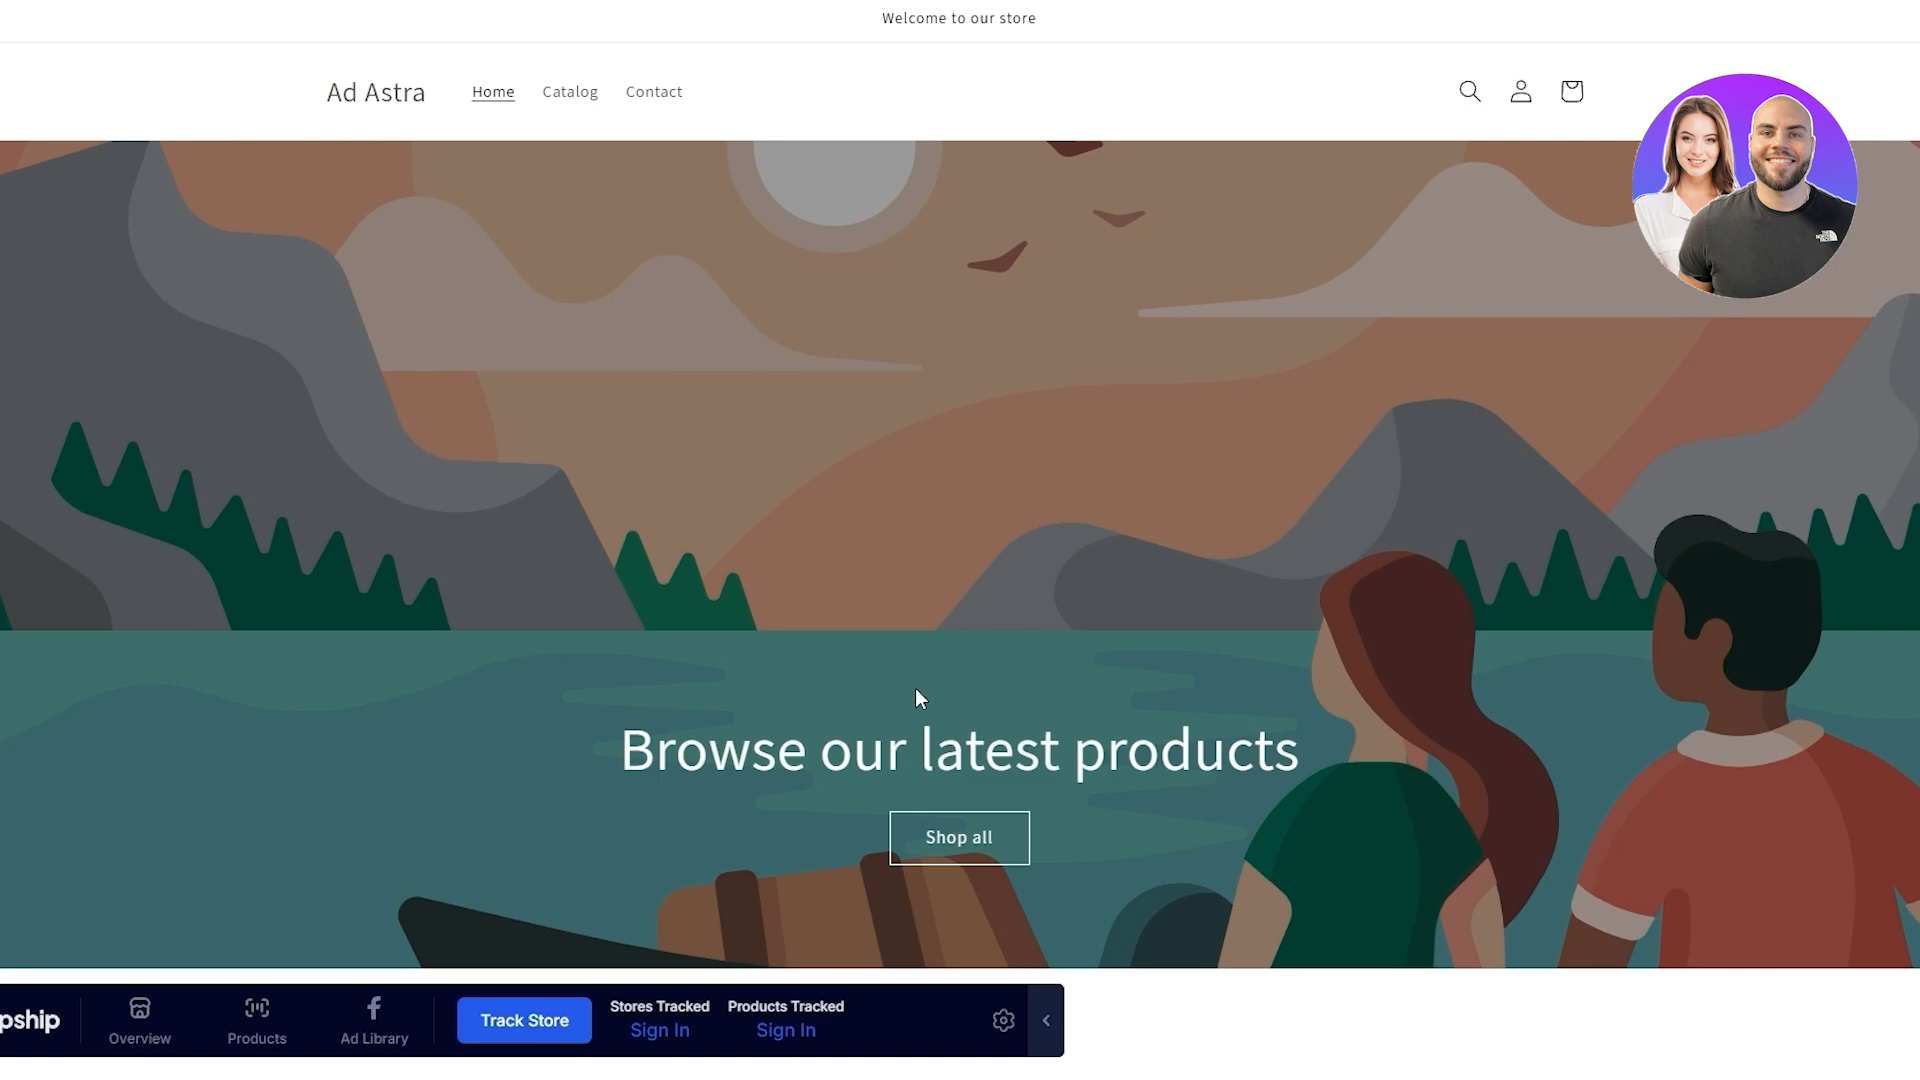 Welcome to our store
Ad Astra
Home
Catalog
Contact
Browse our latest products
Shop all
pship
Overview
Products
Ad Library
Track Store
Stores Tracked
Sign In
Products Tracked
Sign In